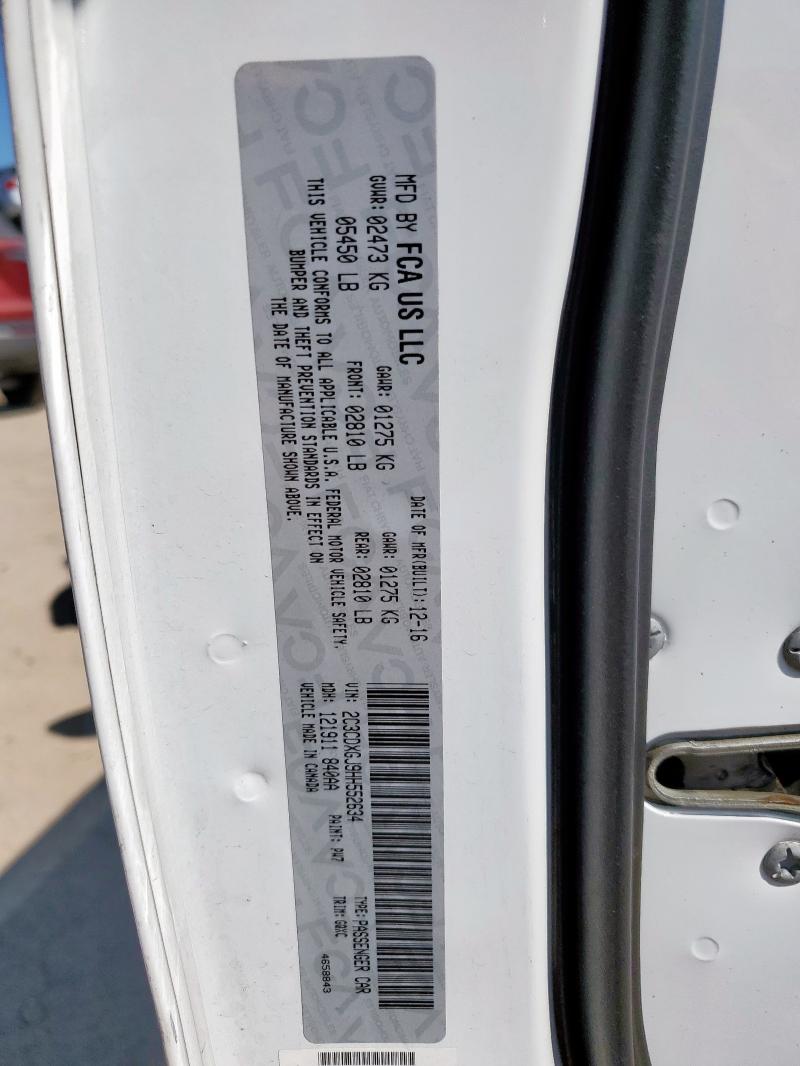 MFD BY FCA US LLC
DATE OF MFR(BUILT): 12-16
GVWR: 02473 KG GAWR: 01275 KG GAWR: 01275 KG
05450 LB FRONT: 02810 LB REAR: 02810 LB
THIS VEHICLE CONFORMS TO ALL APPLICABLE U.S.A. FEDERAL MOTOR VEHICLE SAFETY,
BUMPER AND THEFT PREVENTION STANDARDS IN EFFECT ON
THE DATE OF MANUFACTURE SHOWN ABOVE.
VIN: 2C3CDXGJ9HH552634 TYPE: PASSENGER CAR
MDH: 121911 840AA PAINT: PW7 TRIM: GQXC
VEHICLE MADE IN CANADA 4658843